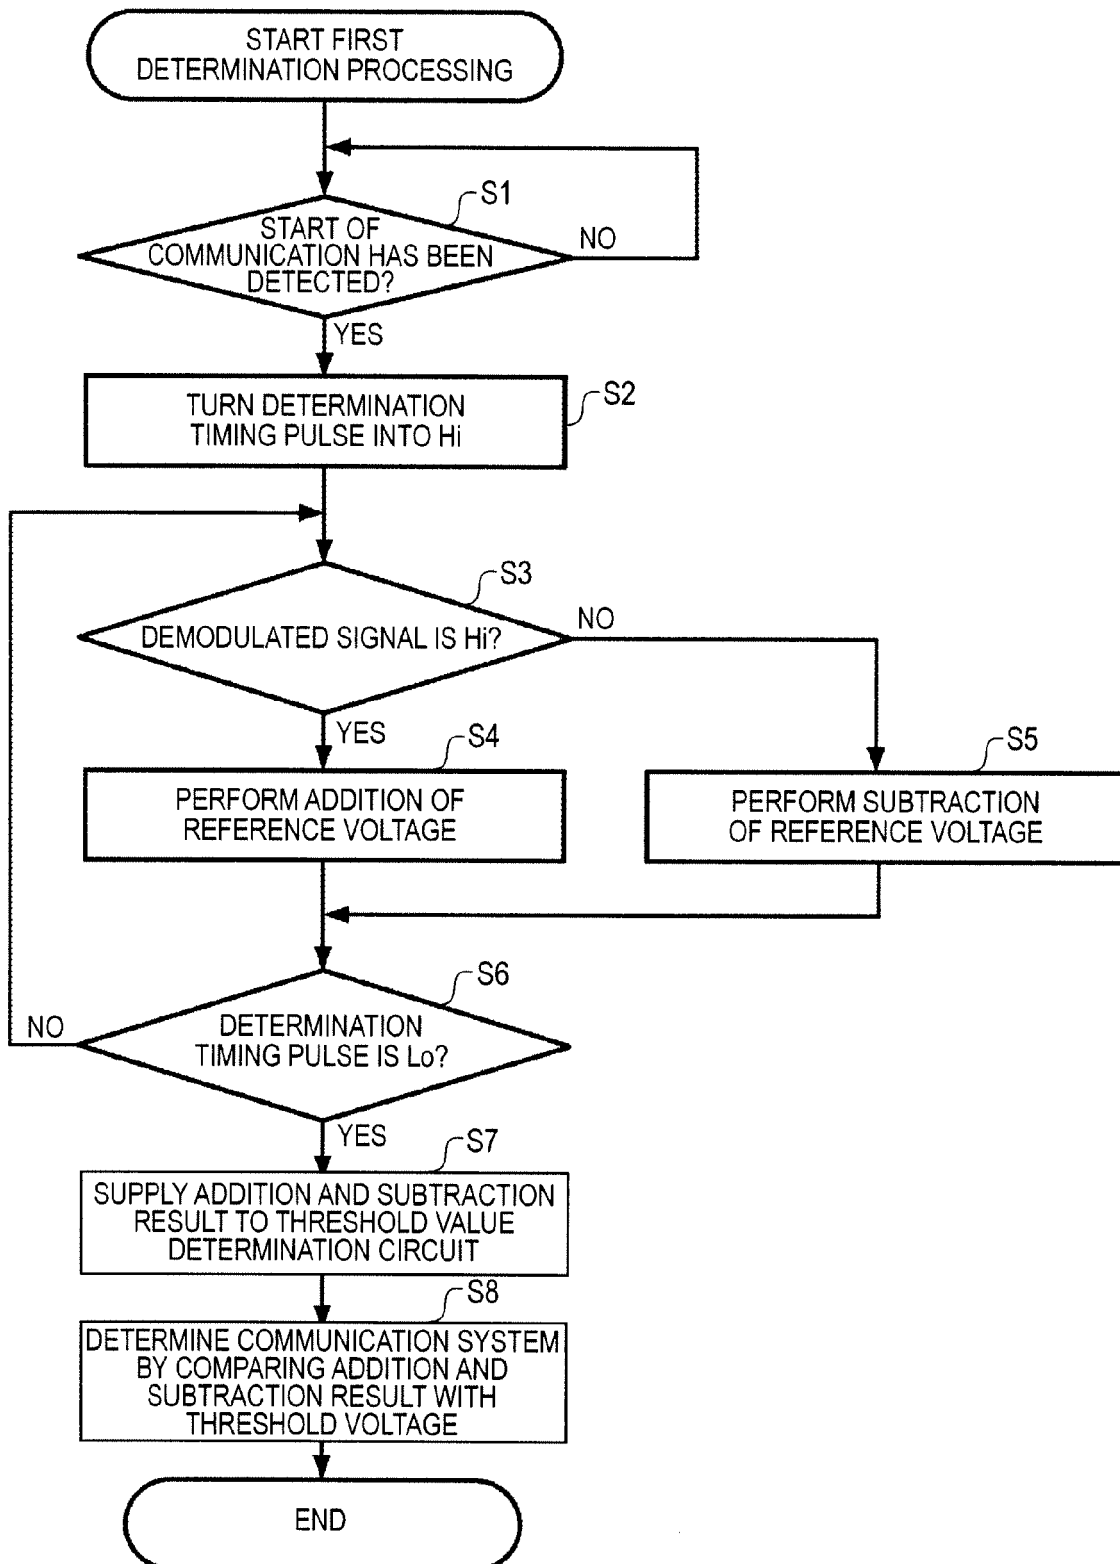 START FIRST
DETERMINATION PROCESSING
S1
START OF
COMMUNICATION HAS BEEN
DETECTED?
NO
YES
S2
TURN DETERMINATION
TIMING PULSE INTO Hi
S3
DEMODULATED SIGNAL IS Hi?
NO
YES
S4
PERFORM ADDITION OF
REFERENCE VOLTAGE
S5
PERFORM SUBTRACTION
OF REFERENCE VOLTAGE
S6
DETERMINATION
TIMING PULSE IS Lo?
NO
YES
S7
SUPPLY ADDITION AND SUBTRACTION
RESULT TO THRESHOLD VALUE
DETERMINATION CIRCUIT
S8
DETERMINE COMMUNICATION SYSTEM
BY COMPARING ADDITION AND
SUBTRACTION RESULT WITH
THRESHOLD VOLTAGE
END